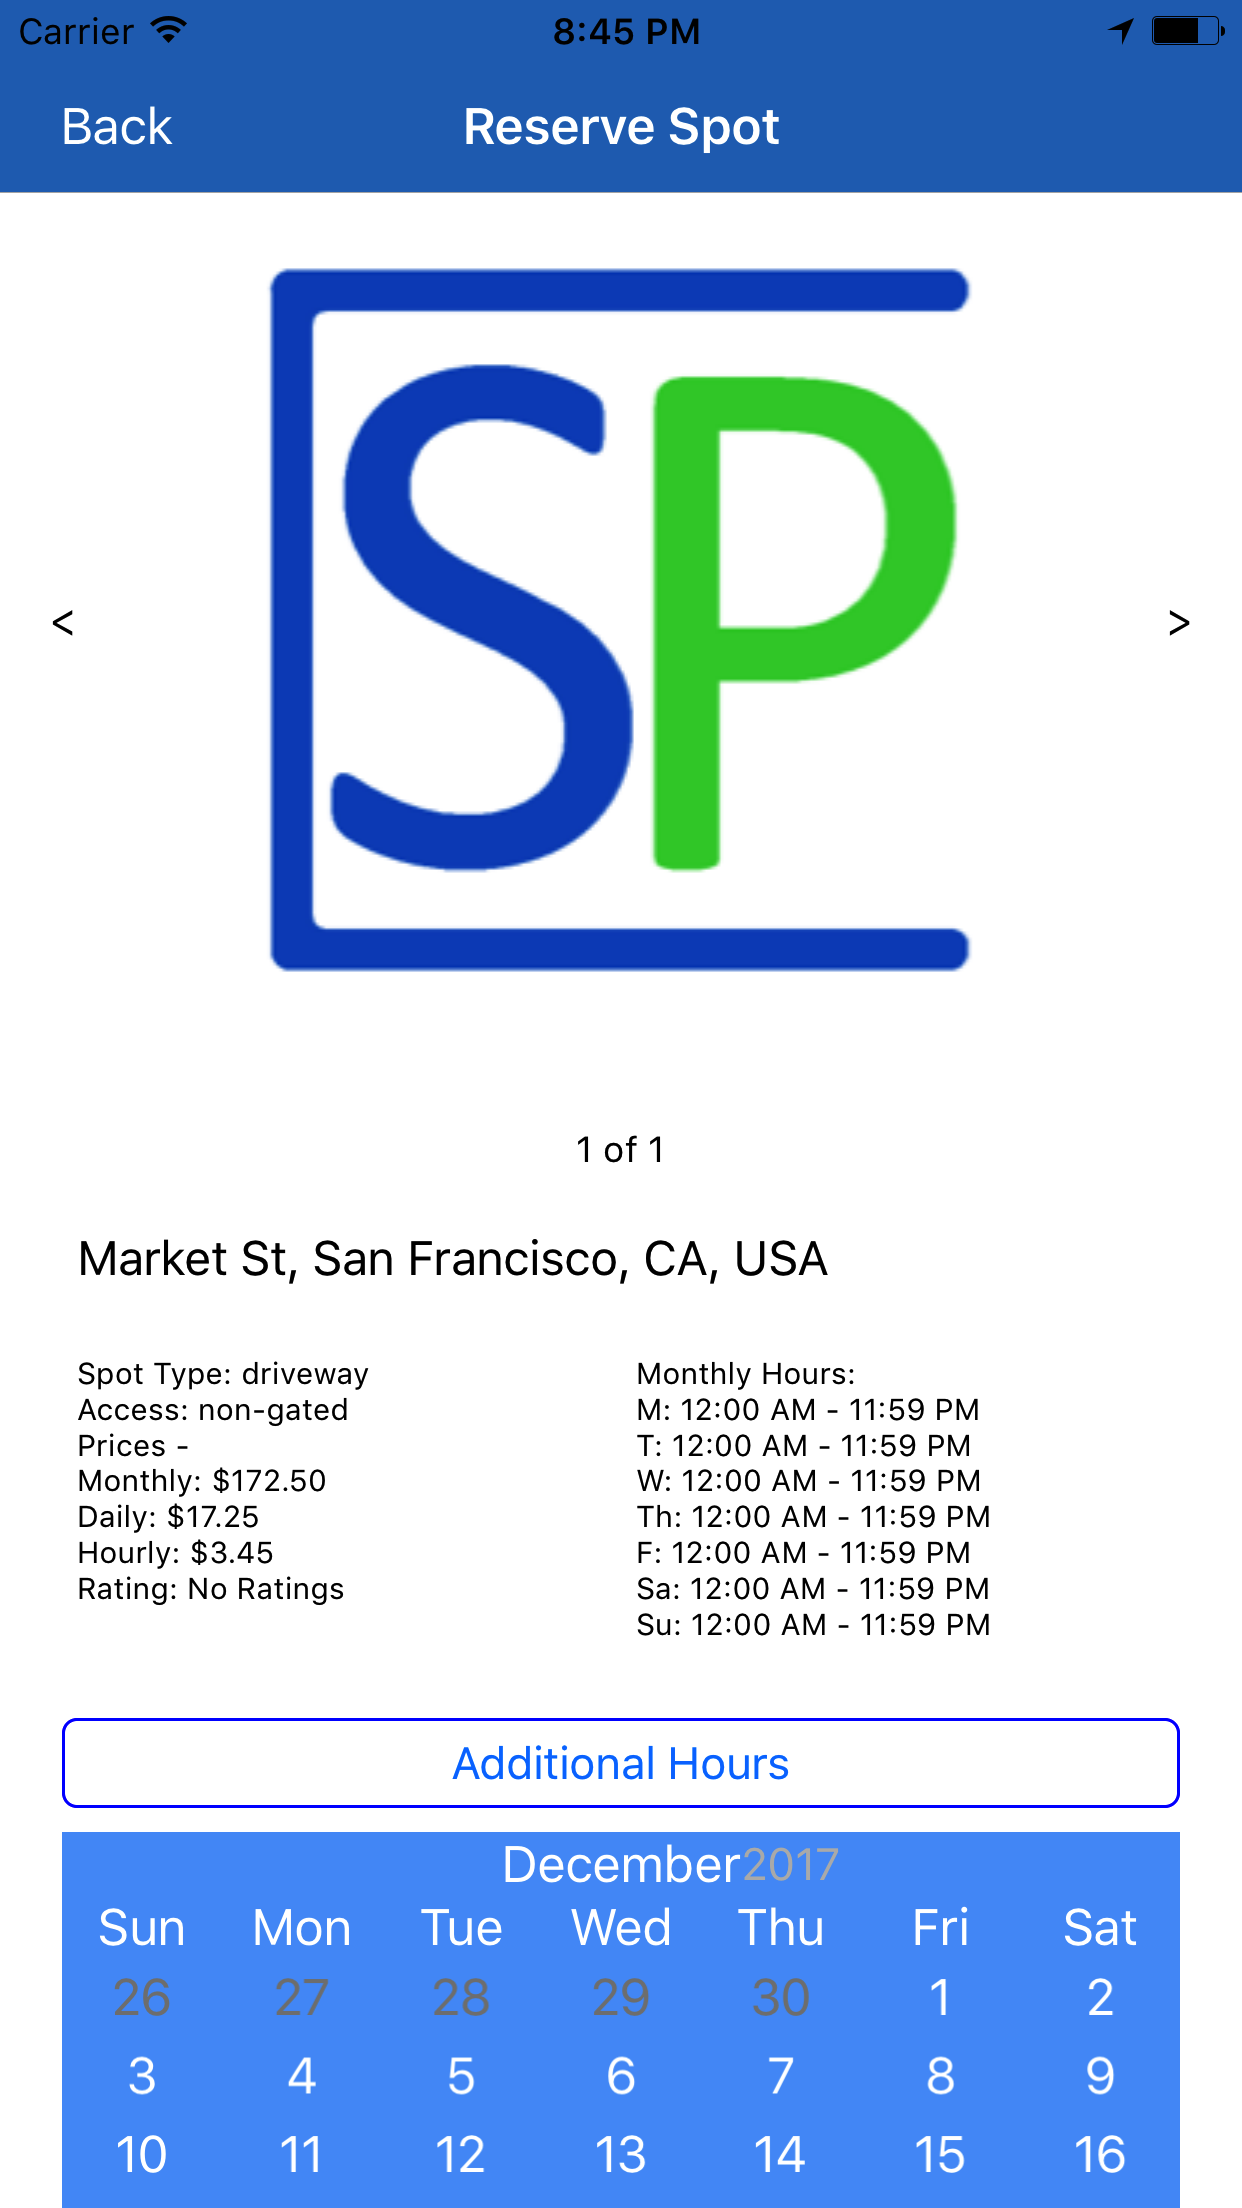 Carrier 8:45 PM
Back Reserve Spot
SP
< >
1 of 1
Market St, San Francisco, CA, USA
Spot Type: driveway
Access: non-gated
Prices -
Monthly: $172.50
Daily: $17.25
Hourly: $3.45
Rating: No Ratings
Monthly Hours:
M: 12:00 AM - 11:59 PM
T: 12:00 AM - 11:59 PM
W: 12:00 AM - 11:59 PM
Th: 12:00 AM - 11:59 PM
F: 12:00 AM - 11:59 PM
Sa: 12:00 AM - 11:59 PM
Su: 12:00 AM - 11:59 PM
Additional Hours
December2017
Sun Mon Tue Wed Thu Fri Sat
26 27 28 29 30 1 2
3 4 5 6 7 8 9
10 11 12 13 14 15 16